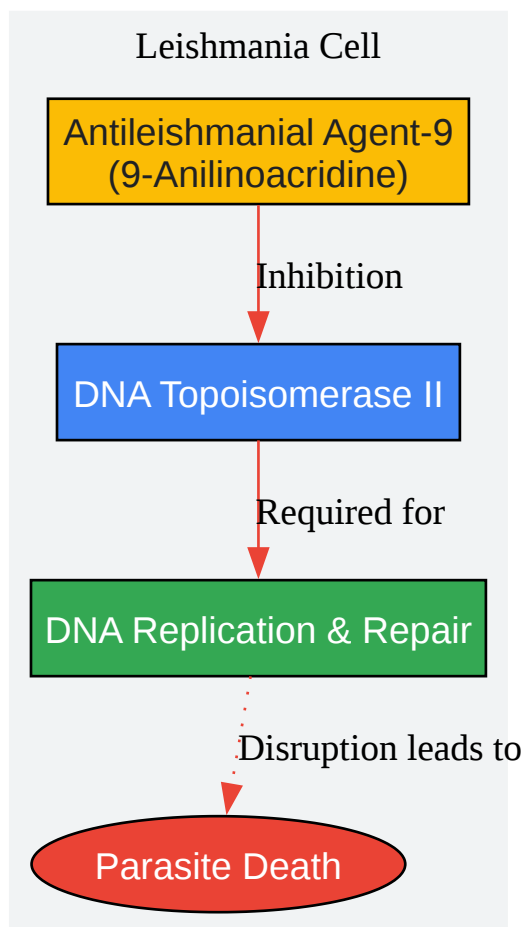 Leishmania Cell
Antileishmanial Agent-9
(9-Anilinoacridine)
Inhibition
DNA Topoisomerase II
Required for
DNA Replication & Repair
Disruption leads to
Parasite Death